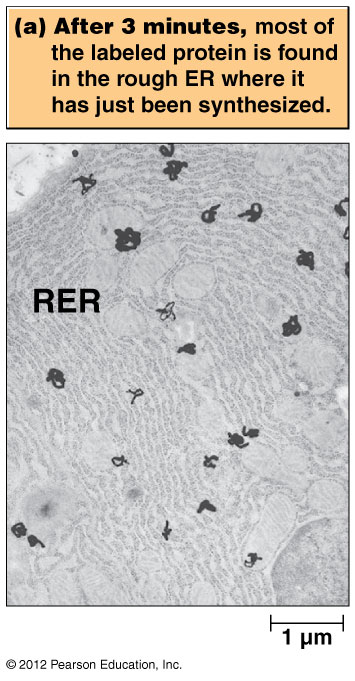 (a) After 3 minutes, most of
the labeled protein is found
in the rough ER where it
has just been synthesized.
RER
1 µm
© 2012 Pearson Education, Inc.